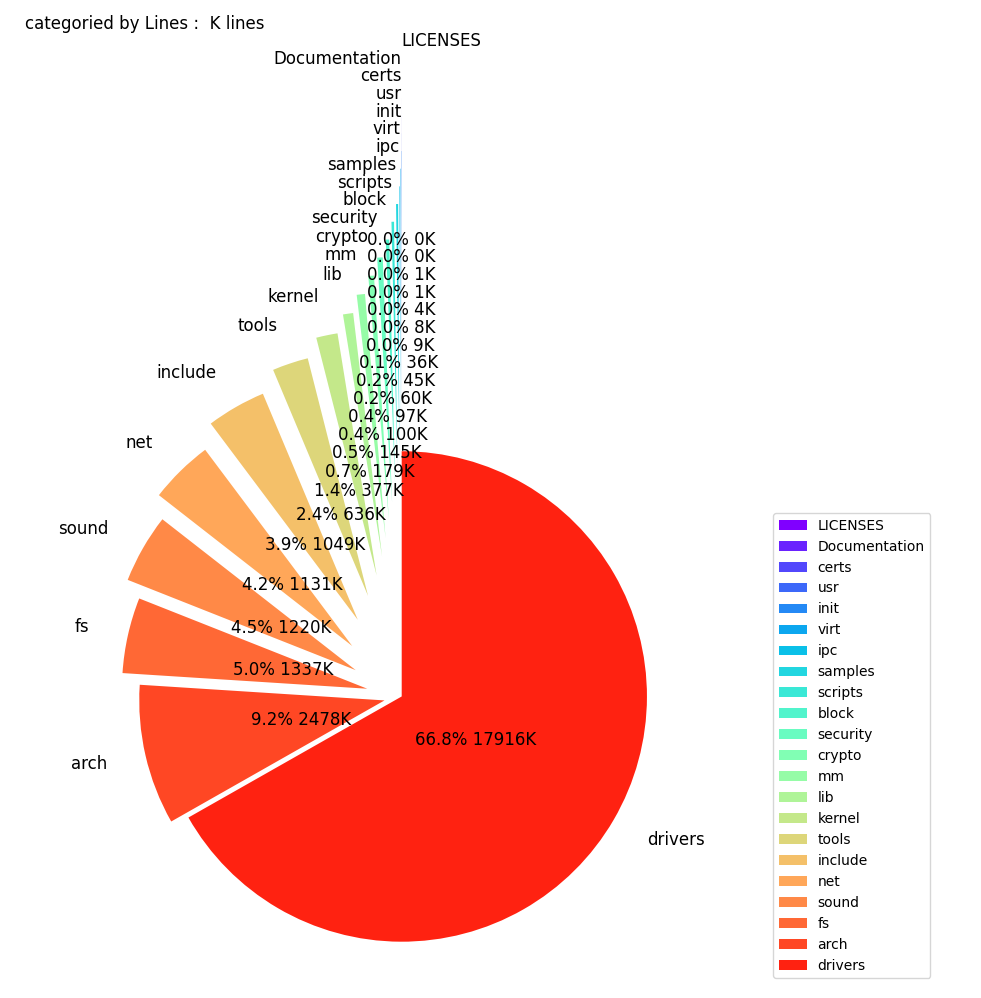 categoried by Lines :  K lines
LICENSES
Documentation
certs
usr
init
virt
ipc
samples
scripts
block
security
crypto
mm
lib
kernel
tools
include
net
sound
fs
arch
drivers
0.0% 0K
0.0% 0K
0.0% 1K
0.0% 1K
0.0% 4K
0.0% 8K
0.0% 9K
0.1% 36K
0.2% 45K
0.2% 60K
0.4% 97K
0.4% 100K
0.5% 145K
0.7% 179K
1.4% 377K
2.4% 636K
3.9% 1049K
4.2% 1131K
4.5% 1220K
5.0% 1337K
9.2% 2478K
66.8% 17916K
LICENSES
Documentation
certs
usr
init
virt
ipc
samples
scripts
block
security
crypto
mm
lib
kernel
tools
include
net
sound
fs
arch
drivers